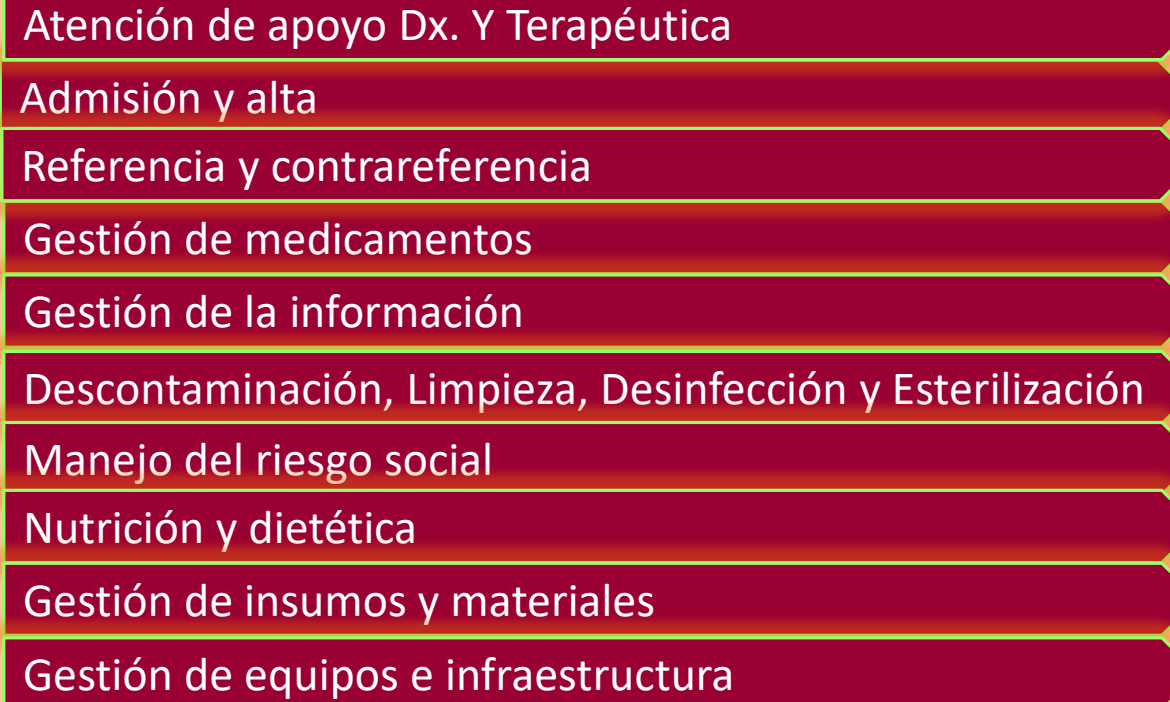 Atención de apoyo Dx. Y Terapéutica
Admisión y alta
Referencia y contrareferencia
Gestión de medicamentos
Gestión de la información
Descontaminación, Limpieza, Desinfección y Esterilización
Manejo del riesgo social
Nutrición y dietética
Gestión de insumos y materiales
Gestión de equipos e infraestructura